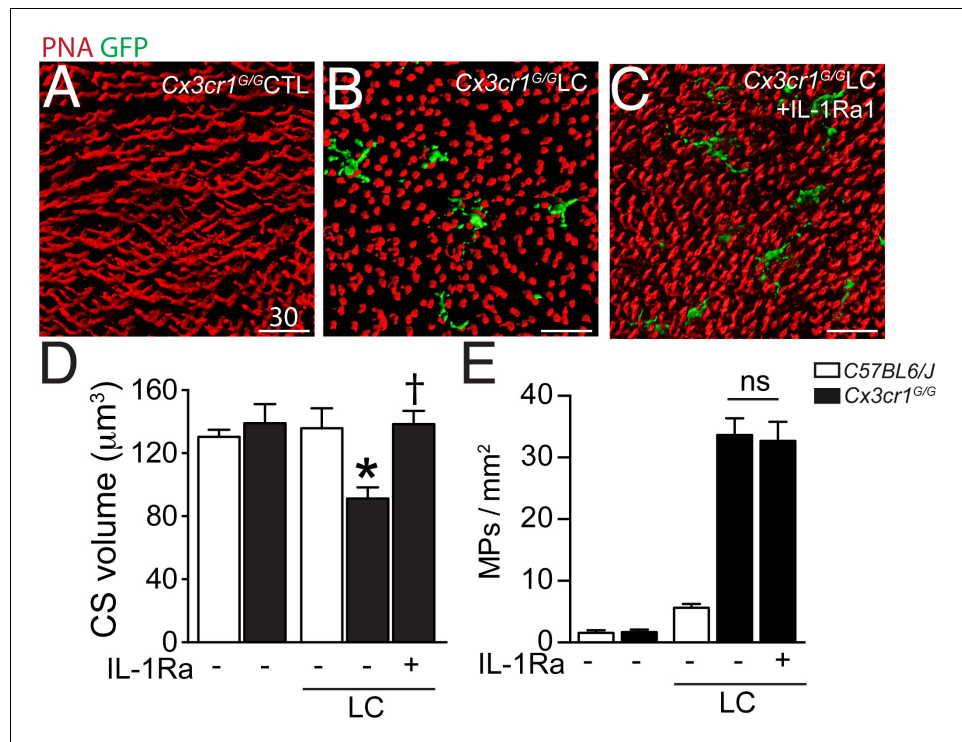 PNA GFP
A Cx3cr1G/GCTL
30
B Cx3cr1G/GLC
C Cx3cr1G/GLC
+IL-1Ra1
D
CS volume (μm3)
160
120
80
40
0
*
†
IL-1Ra - - - - +
LC
E
MPs / mm2
40
30
20
10
0
ns
C57BL6/J
Cx3cr1G/G
IL-1Ra - - - - +
LC